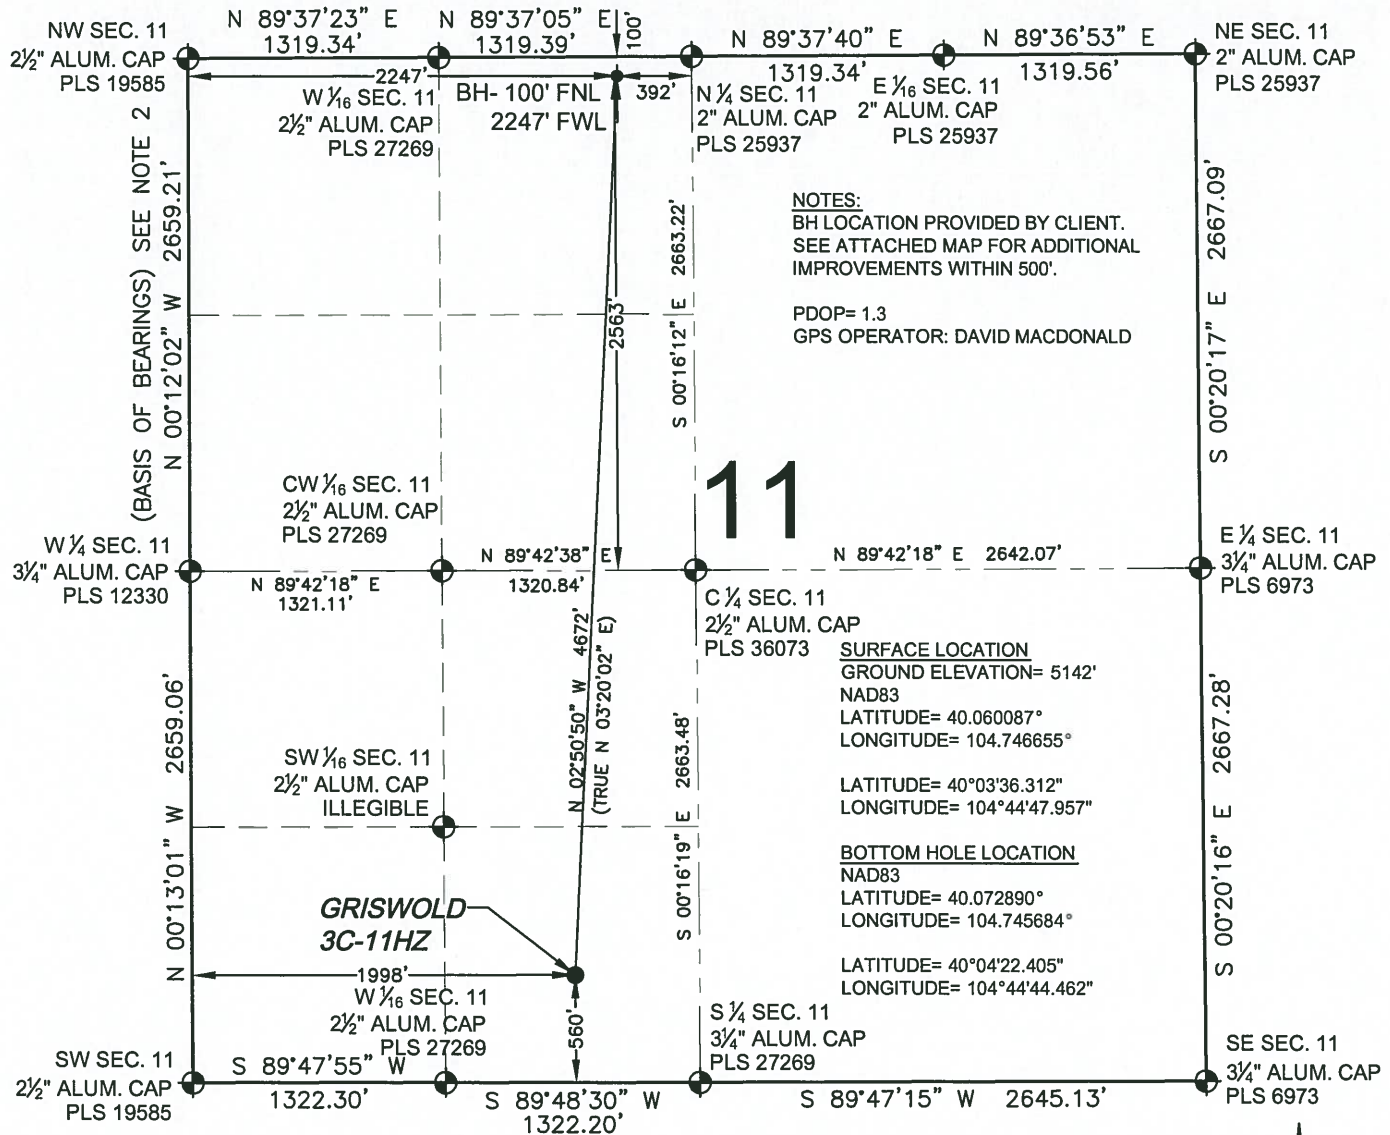 N 89°37'23" E
1319.34'
N 89°37'05" E
1319.39'
100'
N 89°37'40" E
1319.34'
N 89°36'53" E
1319.56'
NW SEC. 11
2½" ALUM. CAP
PLS 19585
NE SEC. 11
2" ALUM. CAP
PLS 25937
2247'
392'
W 1/16 SEC. 11
2½" ALUM. CAP
PLS 27269
BH- 100' FNL
2247' FWL
N ¼ SEC. 11
2" ALUM. CAP
PLS 25937
E 1/16 SEC. 11
2" ALUM. CAP
PLS 25937
(BASIS OF BEARINGS) SEE NOTE 2
N 00°12'02" W 2659.21'
2563'
S 00°16'12" E 2663.22'
NOTES:
BH LOCATION PROVIDED BY CLIENT.
SEE ATTACHED MAP FOR ADDITIONAL
IMPROVEMENTS WITHIN 500'.
PDOP= 1.3
GPS OPERATOR: DAVID MACDONALD
S 00°20'17" E 2667.09'
11
CW 1/16 SEC. 11
2½" ALUM. CAP
PLS 27269
W ¼ SEC. 11
3¼" ALUM. CAP
PLS 12330
N 89°42'18" E
1321.11'
N 89°42'38" E
1320.84'
N 89°42'18" E 2642.07'
E ¼ SEC. 11
3¼" ALUM. CAP
PLS 6973
C ¼ SEC. 11
2½" ALUM. CAP
PLS 36073
N 02°50'50" W 4672'
(TRUE N 03°20'02" E)
SURFACE LOCATION
GROUND ELEVATION= 5142'
NAD83
LATITUDE= 40.060087°
LONGITUDE= 104.746655°
LATITUDE= 40°03'36.312"
LONGITUDE= 104°44'47.957"
BOTTOM HOLE LOCATION
NAD83
LATITUDE= 40.072890°
LONGITUDE= 104.745684°
LATITUDE= 40°04'22.405"
LONGITUDE= 104°44'44.462"
N 00°13'01" W 2659.06'
SW 1/16 SEC. 11
2½" ALUM. CAP
ILLEGIBLE
S 00°16'19" E 2663.48'
S 00°20'16" E 2667.28'
GRISWOLD
3C-11HZ
1998'
560'
W 1/16 SEC. 11
2½" ALUM. CAP
PLS 27269
S ¼ SEC. 11
3¼" ALUM. CAP
PLS 27269
SW SEC. 11
2½" ALUM. CAP
PLS 19585
S 89°47'55" W
1322.30'
S 89°48'30" W
1322.20'
S 89°47'15" W 2645.13'
SE SEC. 11
3¼" ALUM. CAP
PLS 6973